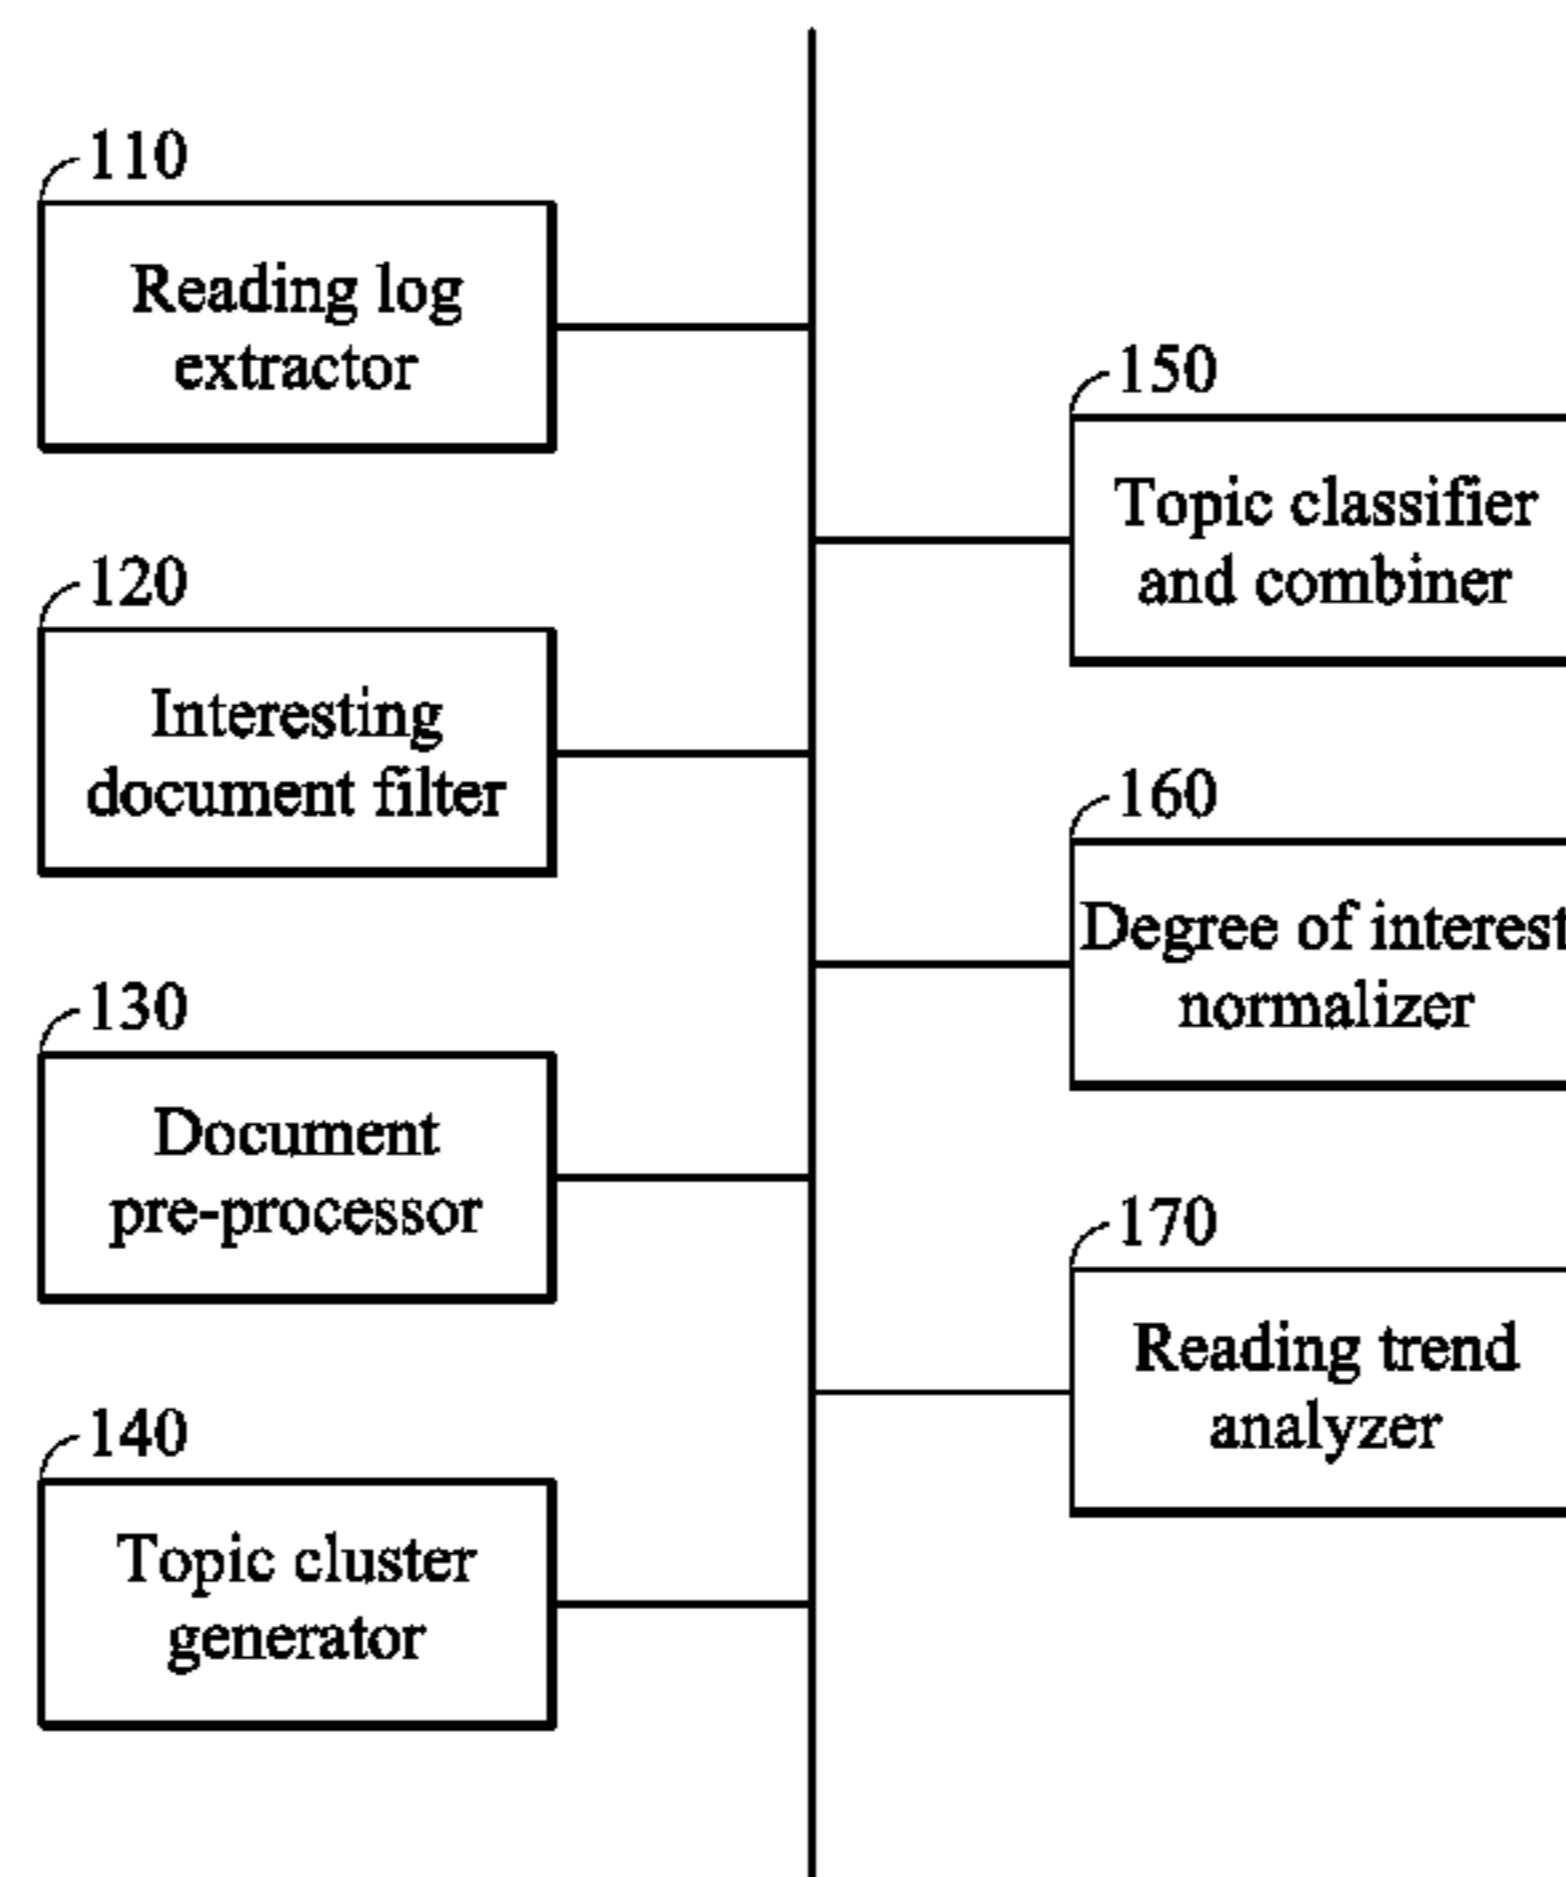 110
Reading log
extractor
120
Interesting
document filter
130
Document
pre-processor
140
Topic cluster
generator
150
Topic classifier
and combiner
160
Degree of interest
normalizer
170
Reading trend
analyzer